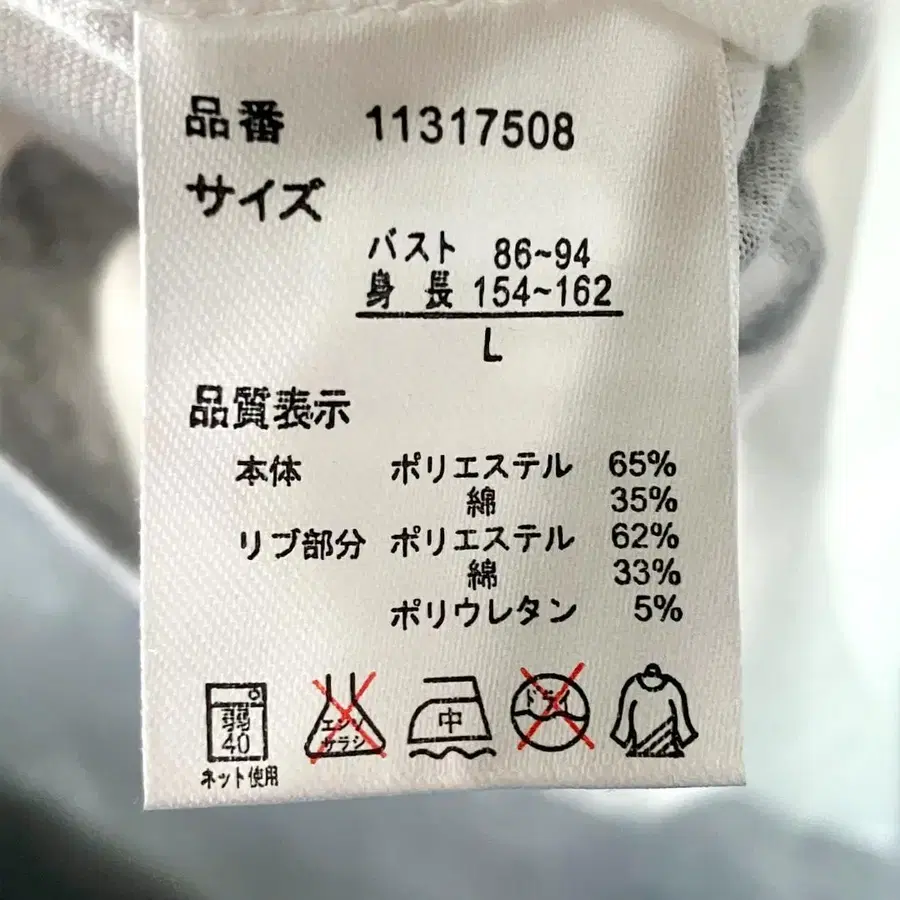 品番 11317508
サイズ
バスト 86~94
身長 154~162
L
品質表示
本体 ポリエステル 65%
綿 35%
リブ部分 ポリエステル 62%
綿 33%
ポリウレタン 5%
弱
40
ネット使用
エンソ
サラシ
中
ドライ